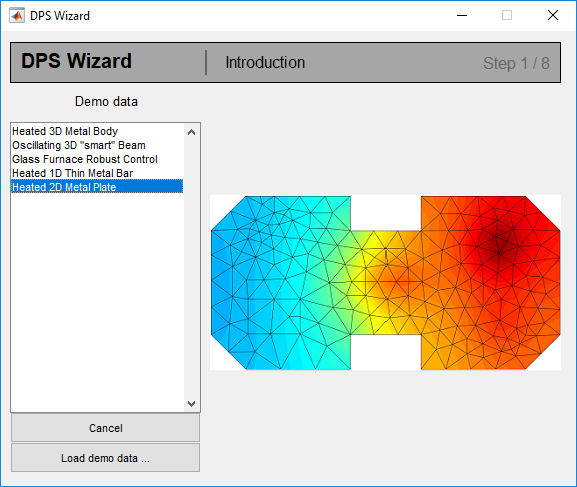 DPS Wizard
DPS Wizard
Introduction
Step 1 / 8
Demo data
Heated 3D Metal Body
Oscillating 3D "smart" Beam
Glass Furnace Robust Control
Heated 1D Thin Metal Bar
Heated 2D Metal Plate
Cancel
Load demo data ...